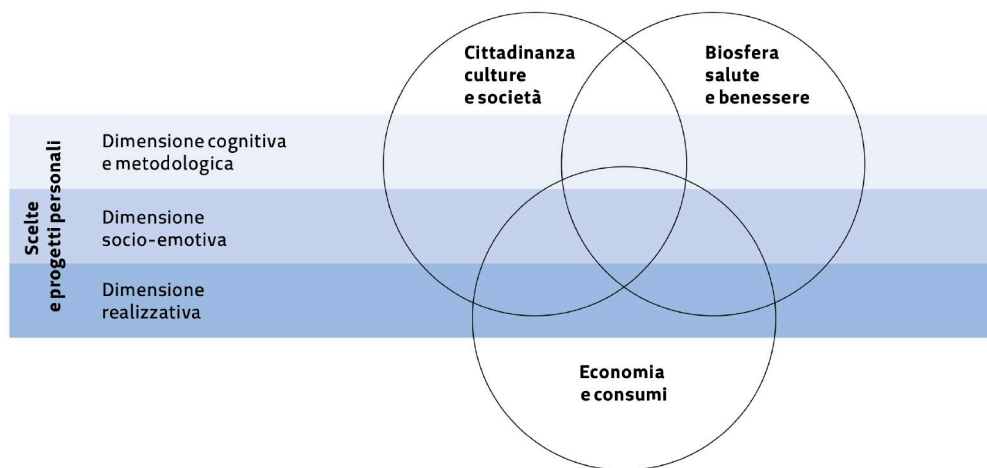 Cittadinanza
culture
e società
Biosfera
salute
e benessere
Scelte
e progetti personali
Dimensione cognitiva
e metodologica
Dimensione
socio-emotiva
Dimensione
realizzativa
Economia
e consumi